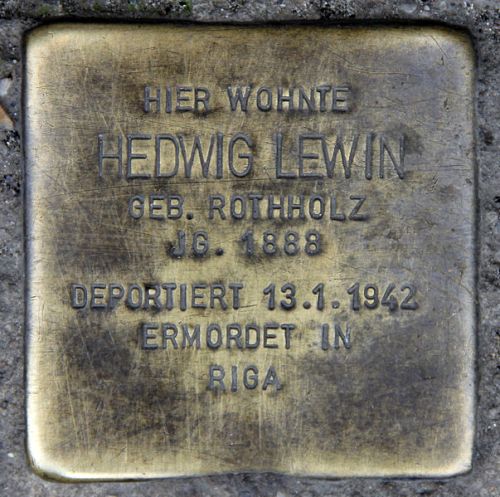 HIER WOHNTE
HEDWIG LEWIN
GEB. ROTHHOLZ
JG. 1888
DEPORTIERT 13.1.1942
ERMORDET IN
RIGA